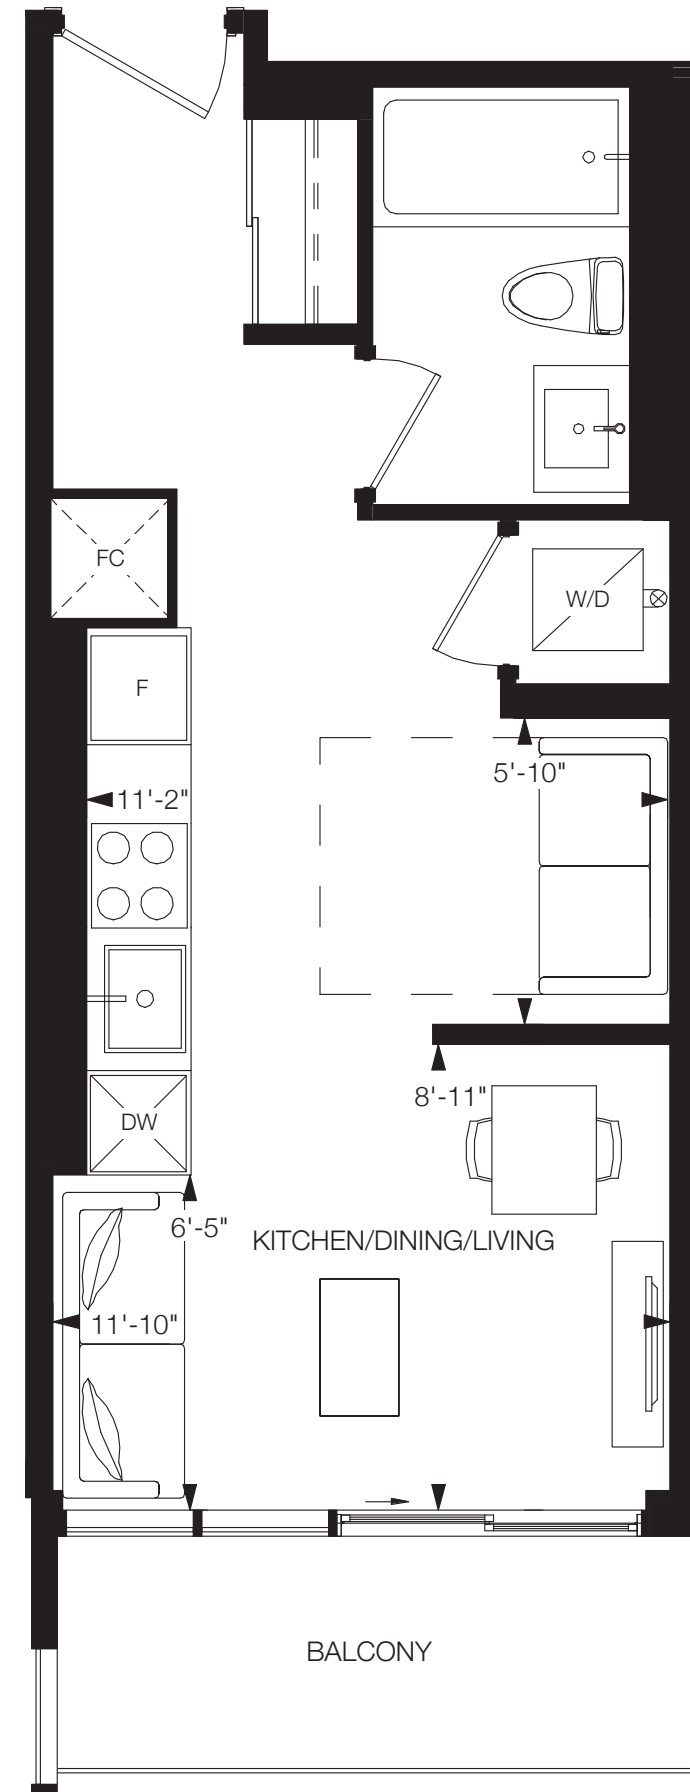 FC
W/D
F
5'-10"
11'-2"
8'-11"
DW
6'-5"
KITCHEN/DINING/LIVING
11'-10"
BALCONY